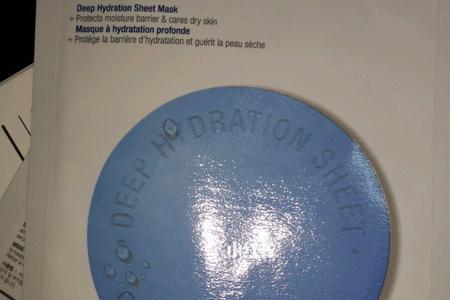 Deep Hydration Sheet Mask
+ Protects moisture barrier & cares dry skin
Masque à hydratation profonde
+ Protège la barrière d'hydratation et guérit la peau sèche
DEEP HYDRATION SHEET